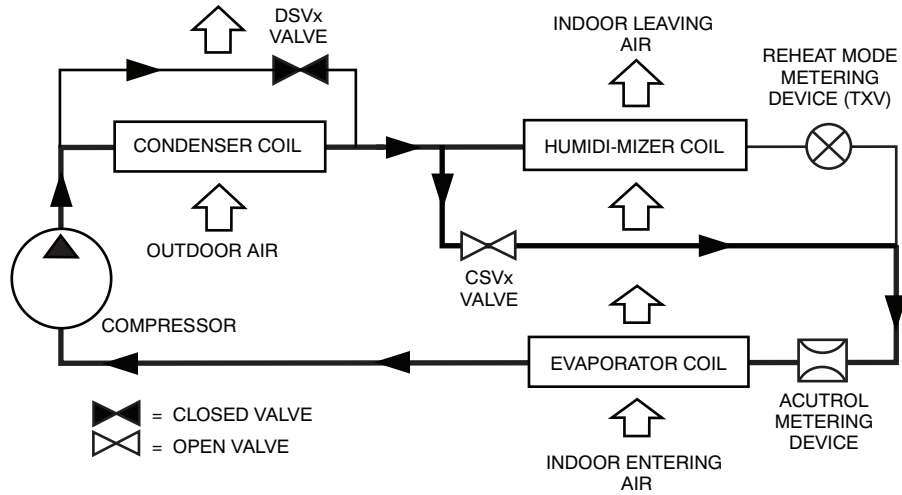 DSVx
VALVE
INDOOR LEAVING
AIR
REHEAT MODE
METERING
DEVICE (TXV)
CONDENSER COIL
HUMIDI-MIZER COIL
OUTDOOR AIR
CSVx
VALVE
COMPRESSOR
EVAPORATOR COIL
ACUTROL
METERING
DEVICE
= CLOSED VALVE
= OPEN VALVE
INDOOR ENTERING
AIR